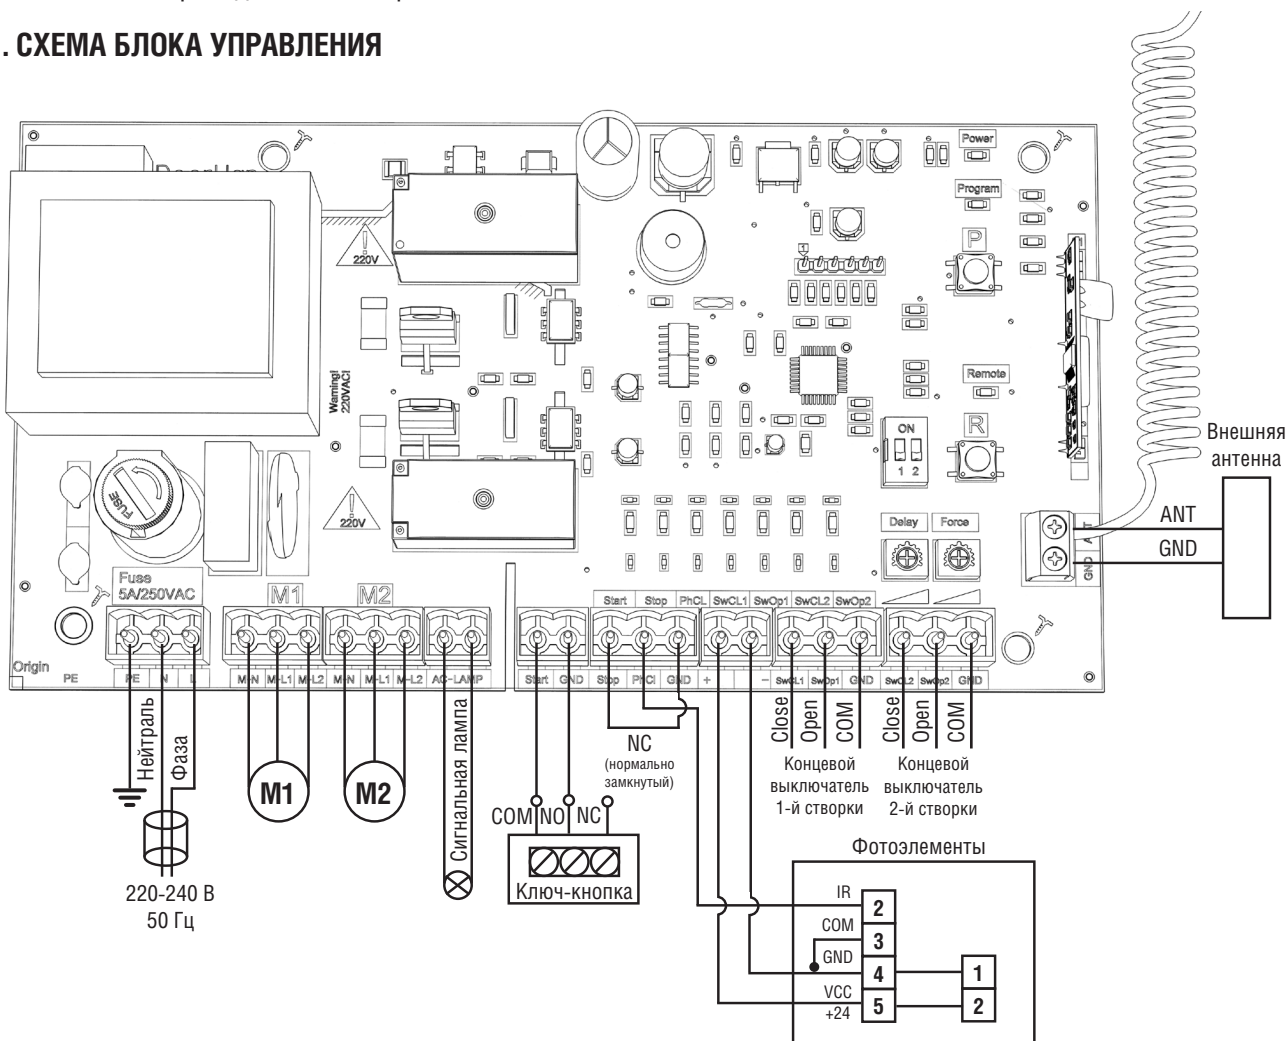 . СХЕМА БЛОКА УПРАВЛЕНИЯ
Power
Program
P
220V
1
Warning!
220VAC!
Remote
R
ON
1 2
Внешняя
антенна
FUSE
220V
Delay
Force
ANT
GND
ANT
GND
Fuse
5A/250VAC
M1
M2
Start
Stop
PhCL
SwCL1
SwOp1
SwCL2
SwOp2
Origin
PE
PE
N
L
M-N
M-L1
M-L2
M-N
M-L1
M-L2
AC-LAMP
Start
GND
Stop
PhCl
GND
+
−
SwCL1
SwOp1
GND
SwCL2
SwOp2
GND
Нейтраль
Фаза
M1
M2
Сигнальная лампа
NC
(нормально
замкнутый)
Close
Open
COM
Close
Open
COM
Концевой
выключатель
1-й створки
Концевой
выключатель
2-й створки
COM
NO
NC
Ключ-кнопка
220-240 В
50 Гц
Фотоэлементы
IR
2
COM
3
GND
4
1
VCC
+24
5
2